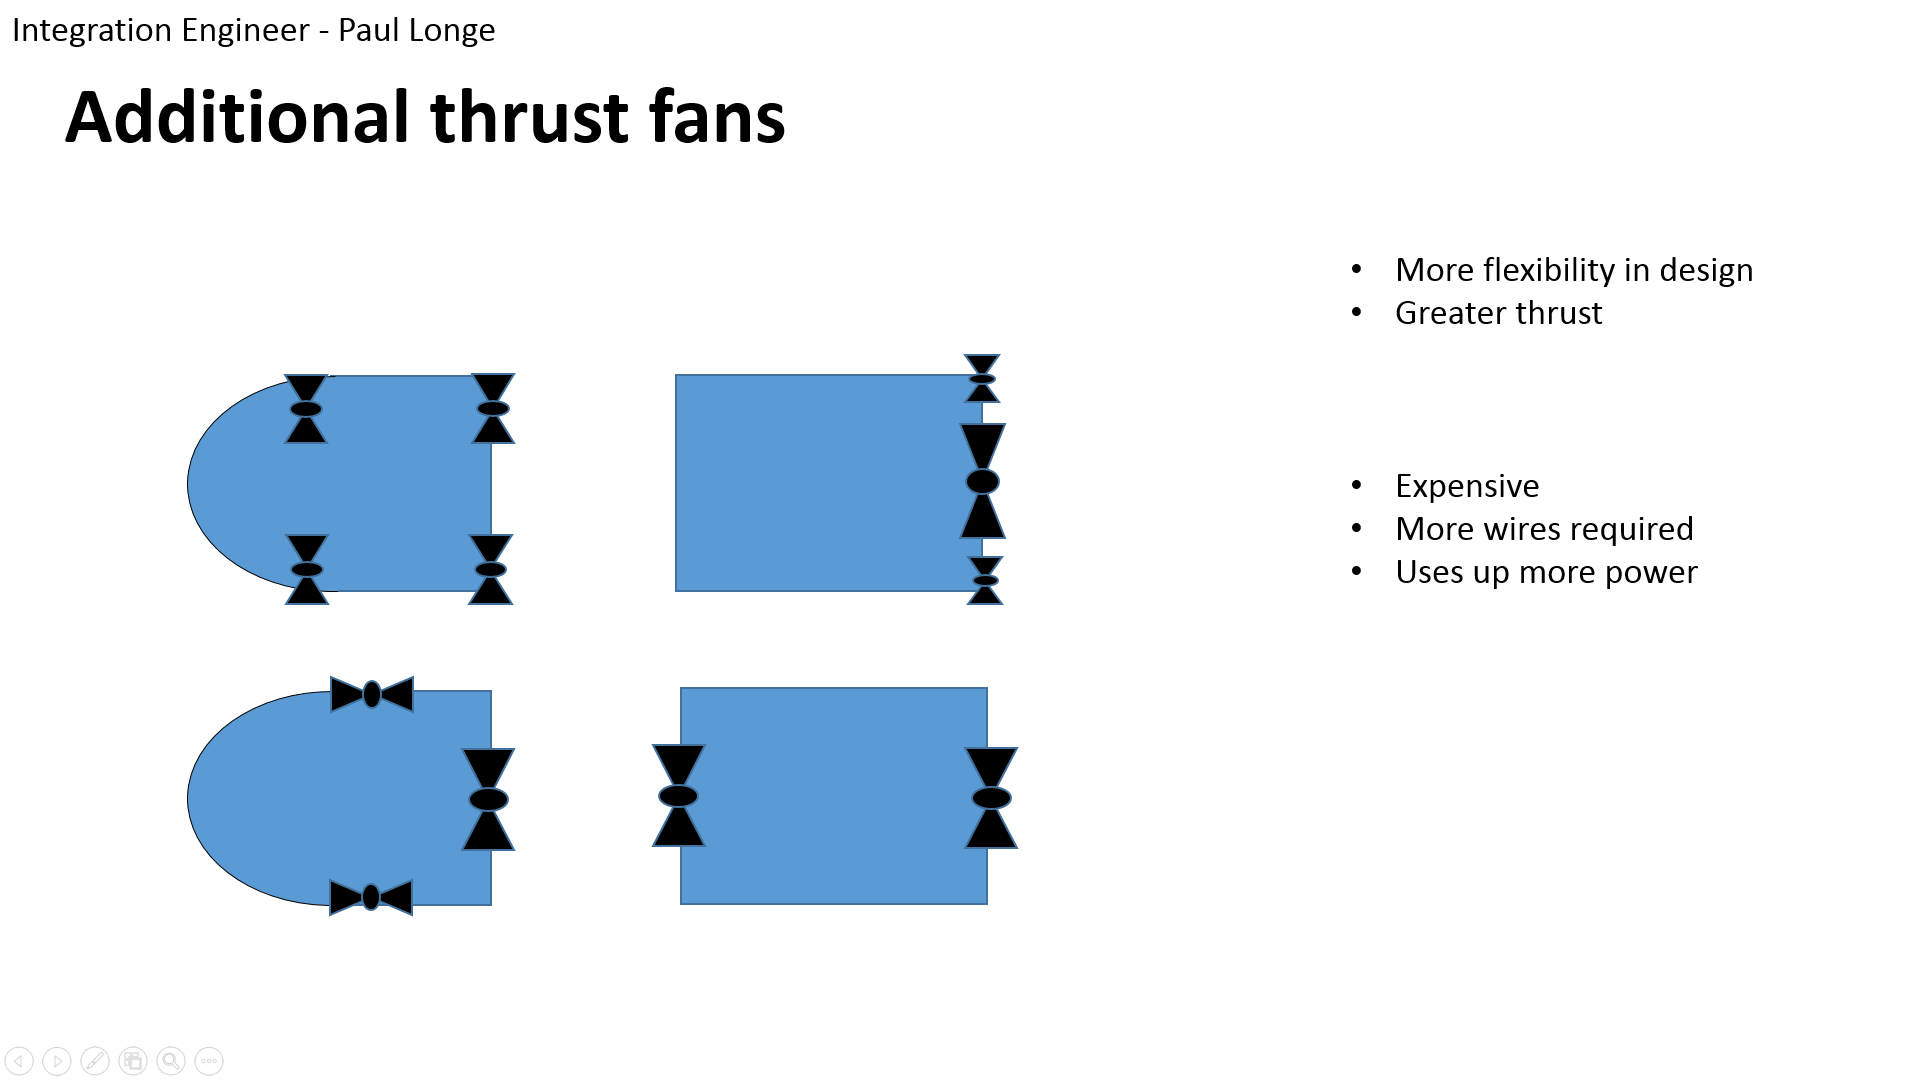 Integration Engineer - Paul Longe
Additional thrust fans
• More flexibility in design
• Greater thrust
• Expensive
• More wires required
• Uses up more power